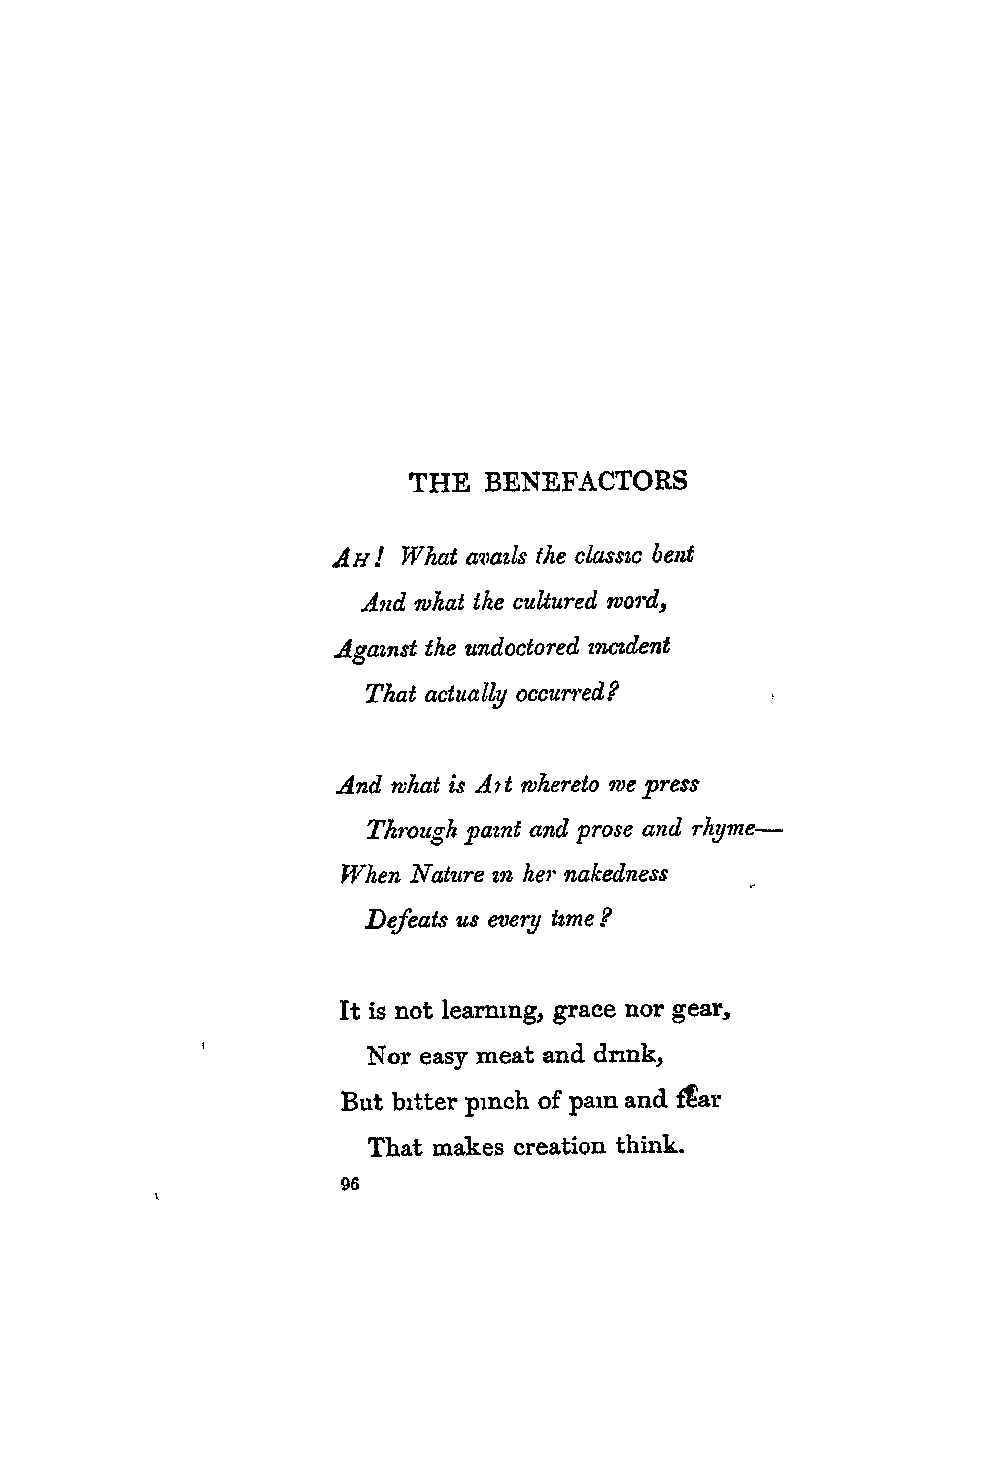 THE BENEFACTORS
AH! What avails the classic bent
And what the cultured word,
Against the undoctored incident
That actually occurred?
And what is Art whereto we press
Through paint and prose and rhyme—
When Nature in her nakedness
Defeats us every time?
It is not learning, grace nor gear,
Nor easy meat and drink,
But bitter pinch of pain and fear
That makes creation think.
96